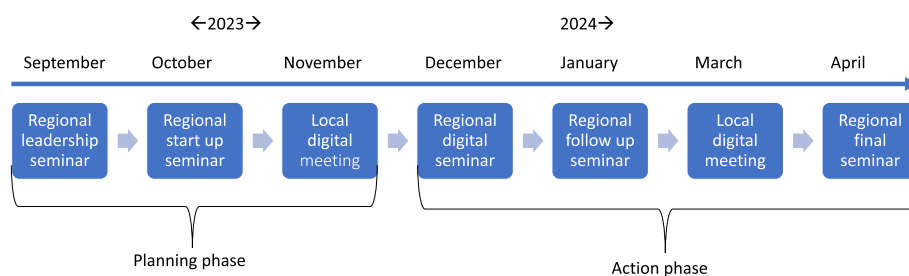 ←2023→ 2024→
September October November December January March April
Regional leadership seminar
Regional start up seminar
Local digital meeting
Regional digital seminar
Regional follow up seminar
Local digital meeting
Regional final seminar
Planning phase
Action phase